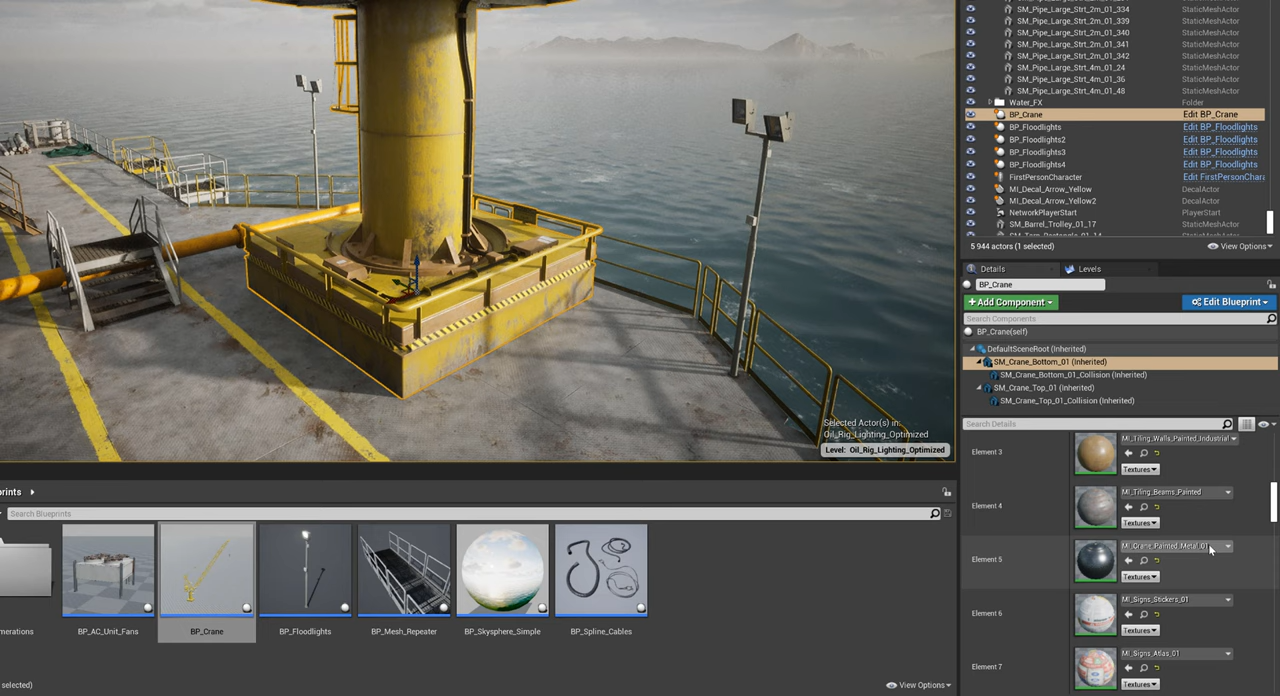 SM_Pipe_Large_Strt_2m_01_334 StaticMeshActor
SM_Pipe_Large_Strt_2m_01_339 StaticMeshActor
SM_Pipe_Large_Strt_2m_01_340 StaticMeshActor
SM_Pipe_Large_Strt_2m_01_341 StaticMeshActor
SM_Pipe_Large_Strt_2m_01_342 StaticMeshActor
SM_Pipe_Large_Strt_4m_01_24 StaticMeshActor
SM_Pipe_Large_Strt_4m_01_36 StaticMeshActor
SM_Pipe_Large_Strt_4m_01_48 StaticMeshActor
Water_FX Folder
BP_Crane Edit BP_Crane
BP_Floodlights Edit BP_Floodlights
BP_Floodlights2 Edit BP_Floodlights
BP_Floodlights3 Edit BP_Floodlights
BP_Floodlights4 Edit BP_Floodlights
FirstPersonCharacter Edit FirstPersonChara
MI_Decal_Arrow_Yellow DecalActor
MI_Decal_Arrow_Yellow2 DecalActor
NetworkPlayerStart PlayerStart
SM_Barrel_Trolley_01_17 StaticMeshActor
5 944 actors (1 selected) View Options
Details Levels
BP_Crane
+Add Component Edit Blueprint
Search Components
BP_Crane(self)
DefaultSceneRoot (Inherited)
SM_Crane_Bottom_01 (Inherited)
SM_Crane_Bottom_01_Collision (Inherited)
SM_Crane_Top_01 (Inherited)
SM_Crane_Top_01_Collision (Inherited)
Search Details
Element 3 MI_Tiling_Walls_Painted_Industrial
Textures
Element 4 MI_Tiling_Beams_Painted
Textures
Element 5 MI_Crane_Painted_Metal_01
Textures
Element 6 MI_Signs_Stickers_01
Textures
Element 7 MI_Signs_Atlas_01
Textures
Selected Actor(s) in:
Oil_Rig_Lighting_Optimized
Level: Oil_Rig_Lighting_Optimized
prints
Search Blueprints
merations BP_AC_Unit_Fans BP_Crane BP_Floodlights BP_Mesh_Repeater BP_Skysphere_Simple BP_Spline_Cables
selected) View Options